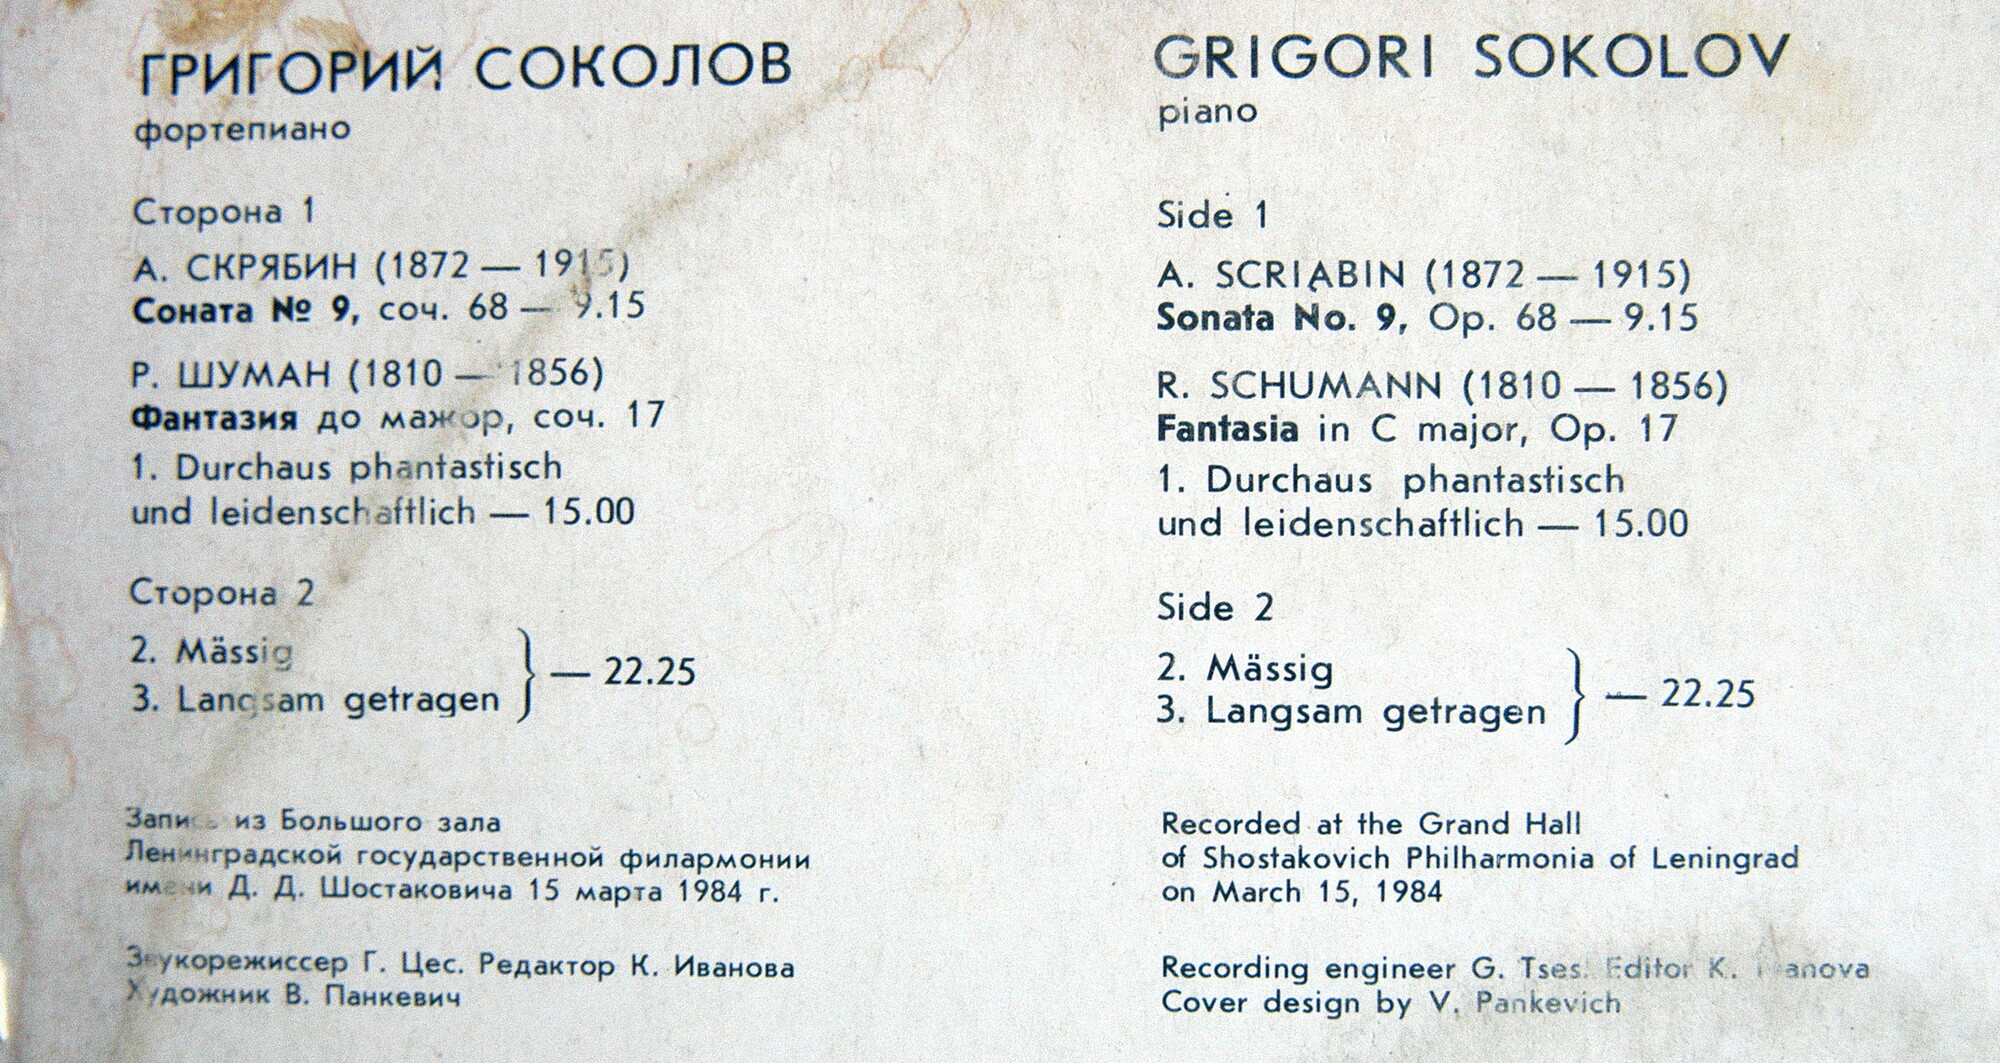 ГРИГОРИЙ СОКОЛОВ
фортепиано
Сторона 1
А. СКРЯБИН (1872 — 1915)
Соната № 9, соч. 68 — 9.15
Р. ШУМАН (1810 — 1856)
Фантазия до мажор, соч. 17
1. Durchaus phantastisch
und leidenschaftlich — 15.00
Сторона 2
2. Mässig
3. Langsam getragen } — 22.25
Запись из Большого зала
Ленинградской государственной филармонии
имени Д. Д. Шостаковича 15 марта 1984 г.
Звукорежиссер Г. Цес. Редактор К. Иванова
Художник В. Панкевич
GRIGORI SOKOLOV
piano
Side 1
A. SCRIABIN (1872 — 1915)
Sonata No. 9, Op. 68 — 9.15
R. SCHUMANN (1810 — 1856)
Fantasia in C major, Op. 17
1. Durchaus phantastisch
und leidenschaftlich — 15.00
Side 2
2. Mässig
3. Langsam getragen } — 22.25
Recorded at the Grand Hall
of Shostakovich Philharmonia of Leningrad
on March 15, 1984
Recording engineer G. Tses. Editor K. Ivanova
Cover design by V. Pankevich